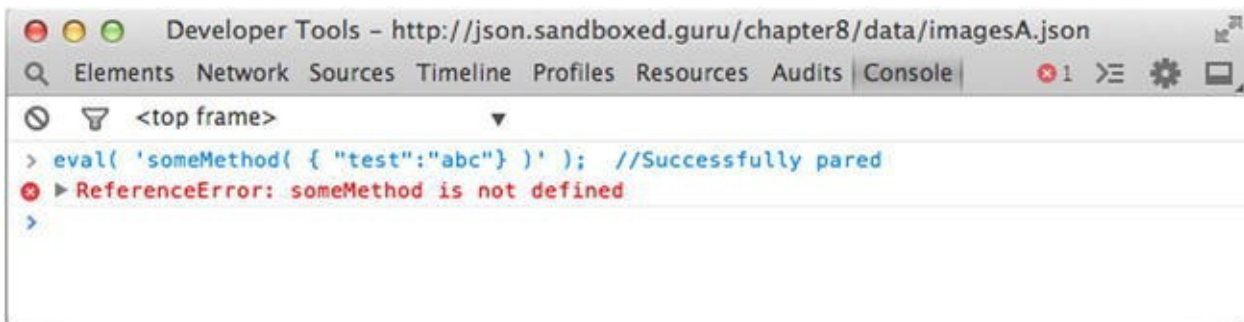 Developer Tools – http://json.sandboxed.guru/chapter8/data/imagesA.json
Elements Network Sources Timeline Profiles Resources Audits Console 1
<top frame>
> eval( 'someMethod( { "test":"abc"} )' ); //Successfully pared
ReferenceError: someMethod is not defined
>